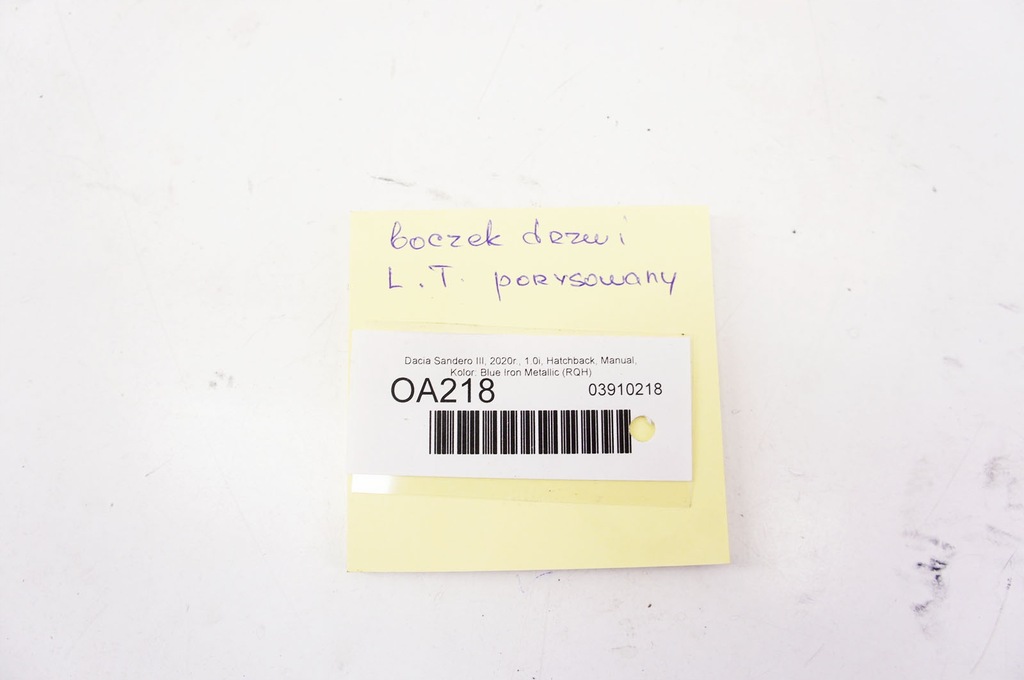 boczek drzwi
L.T. porysowany
Dacia Sandero III, 2020r., 1.0i, Hatchback, Manual,
Kolor: Blue Iron Metallic (RQH)
OA218 03910218